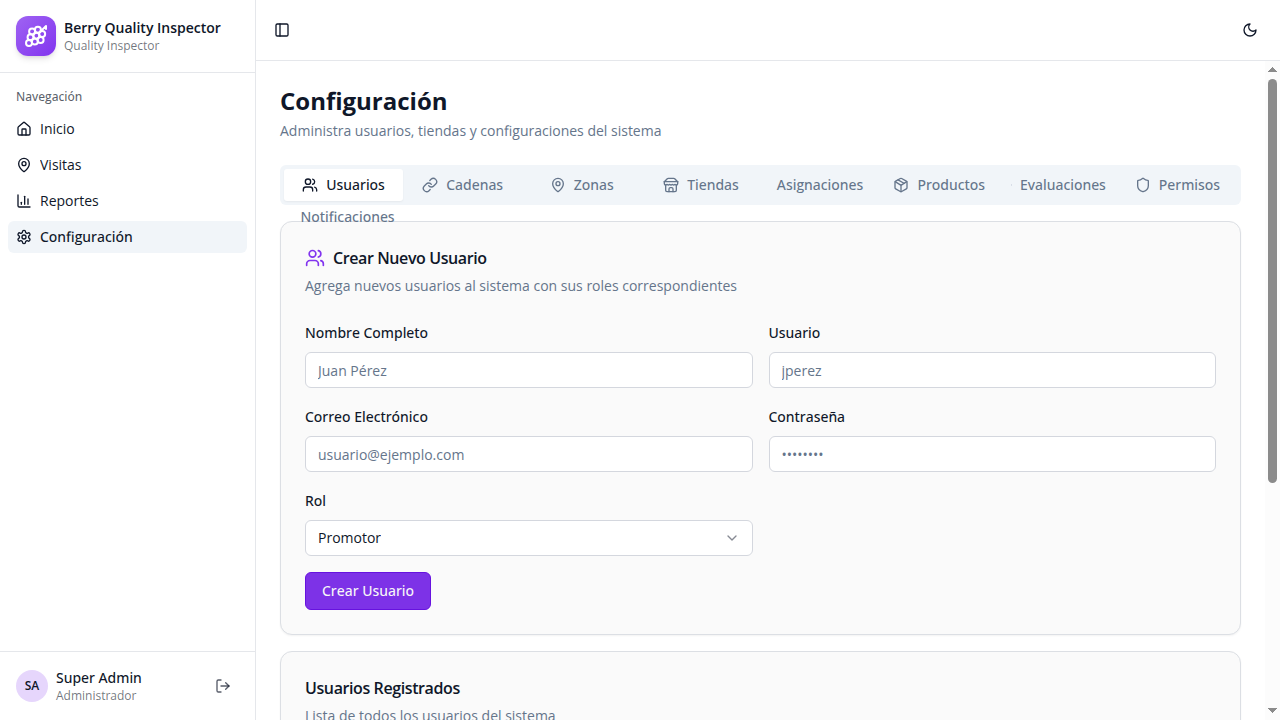 Berry Quality Inspector
Quality Inspector
Navegación
Inicio
Visitas
Reportes
Configuración
SA
Super Admin
Administrador
Configuración
Administra usuarios, tiendas y configuraciones del sistema
Usuarios Cadenas Zonas Tiendas Asignaciones Productos Evaluaciones Permisos
Notificaciones
Crear Nuevo Usuario
Agrega nuevos usuarios al sistema con sus roles correspondientes
Nombre Completo Usuario
Juan Pérez jperez
Correo Electrónico Contraseña
usuario@ejemplo.com ••••••••
Rol
Promotor
Crear Usuario
Usuarios Registrados
Lista de todos los usuarios del sistema